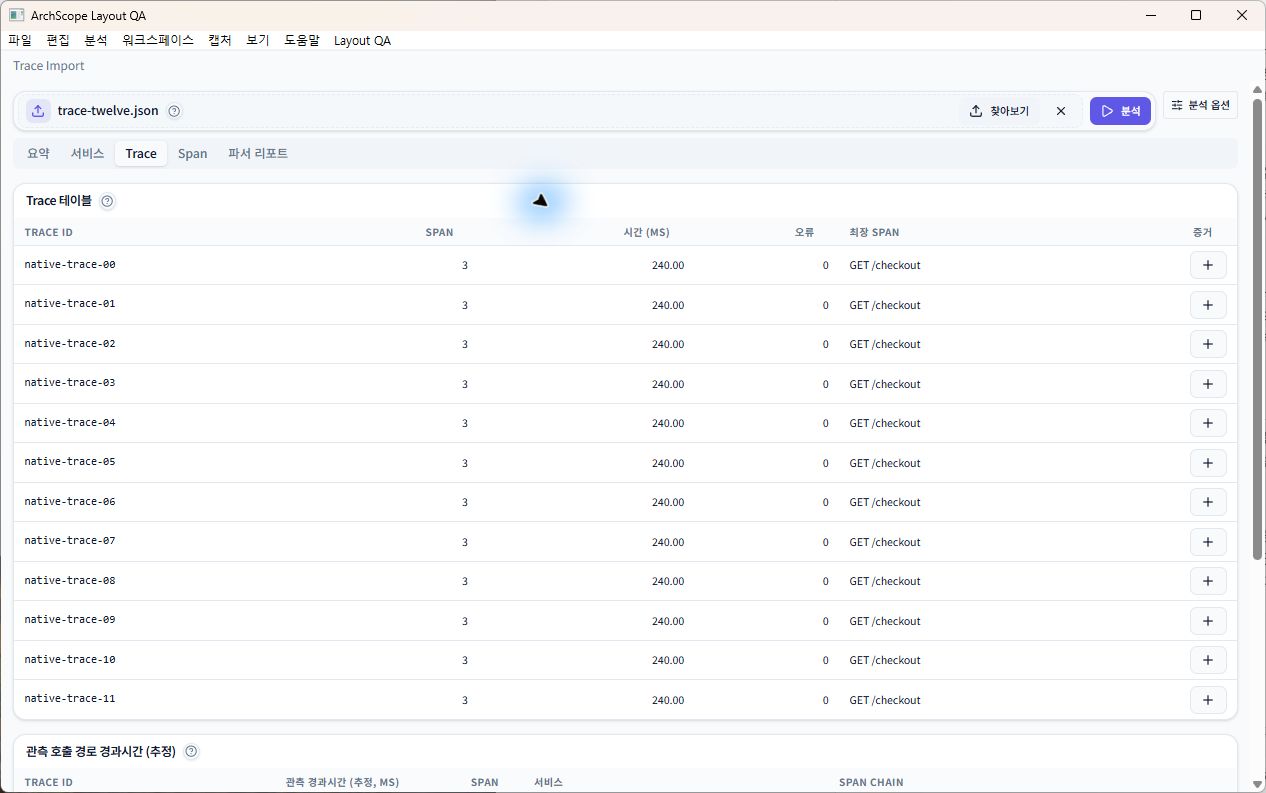 ArchScope Layout QA
파일 편집 분석 워크스페이스 캡처 보기 도움말 Layout QA
Trace Import
trace-twelve.json 찾아보기 분석 분석 옵션
요약 서비스 Trace Span 파서 리포트
Trace 테이블
TRACE ID SPAN 시간 (MS) 오류 최장 SPAN 증거
native-trace-00 3 240.00 0 GET /checkout +
native-trace-01 3 240.00 0 GET /checkout +
native-trace-02 3 240.00 0 GET /checkout +
native-trace-03 3 240.00 0 GET /checkout +
native-trace-04 3 240.00 0 GET /checkout +
native-trace-05 3 240.00 0 GET /checkout +
native-trace-06 3 240.00 0 GET /checkout +
native-trace-07 3 240.00 0 GET /checkout +
native-trace-08 3 240.00 0 GET /checkout +
native-trace-09 3 240.00 0 GET /checkout +
native-trace-10 3 240.00 0 GET /checkout +
native-trace-11 3 240.00 0 GET /checkout +
관측 호출 경로 경과시간 (추정)
TRACE ID 관측 경과시간 (추정, MS) SPAN 서비스 SPAN CHAIN